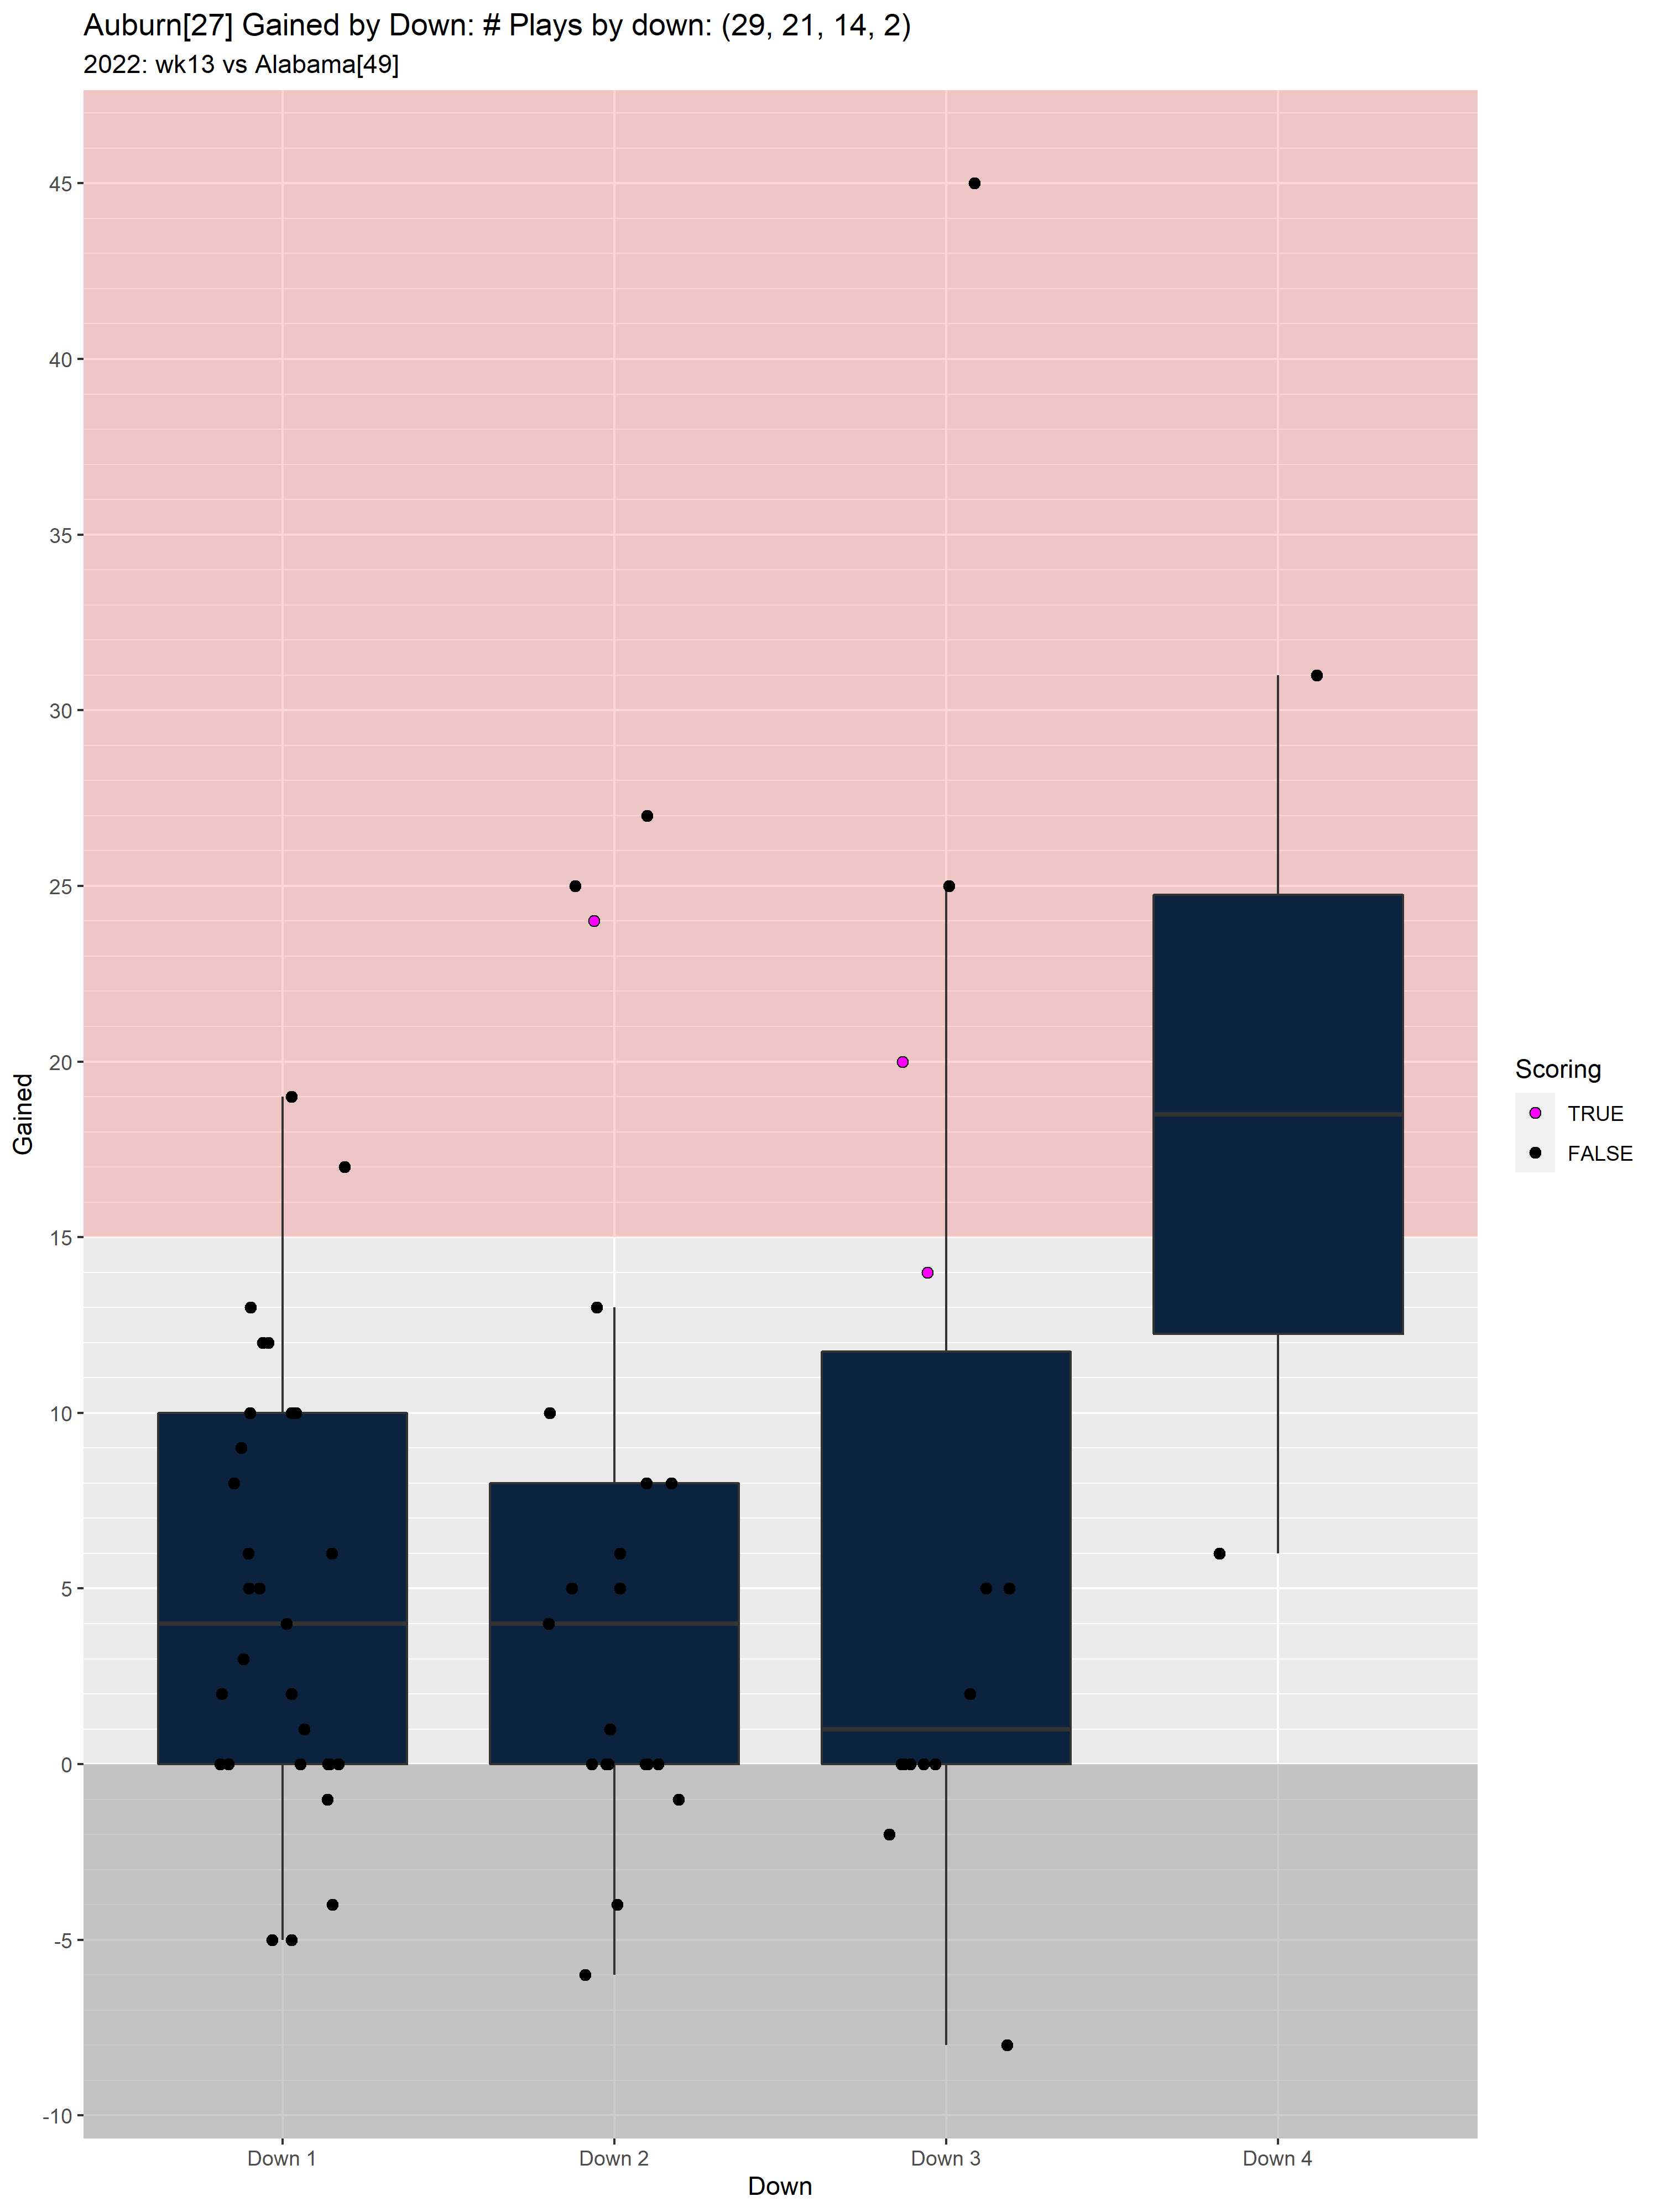 Auburn[27] Gained by Down: # Plays by down: (29, 21, 14, 2)
2022: wk13 vs Alabama[49]
45
40
35
30
25
20
15
10
5
0
-5
-10
Gained
Down 1
Down 2
Down 3
Down 4
Down
Scoring
TRUE
FALSE